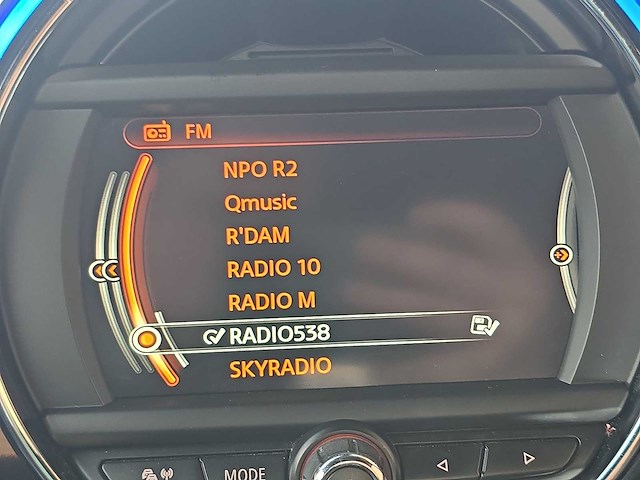 FM
NPO R2
Qmusic
R'DAM
RADIO 10
RADIO M
RADIO538
SKYRADIO
MODE